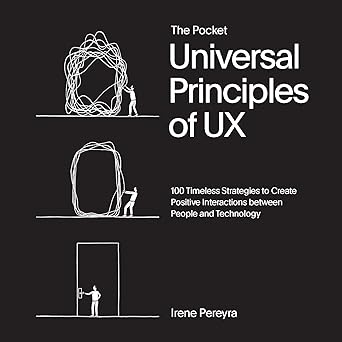 The Pocket
Universal
Principles
of UX
100 Timeless Strategies to Create
Positive Interactions between
People and Technology
Irene Pereyra